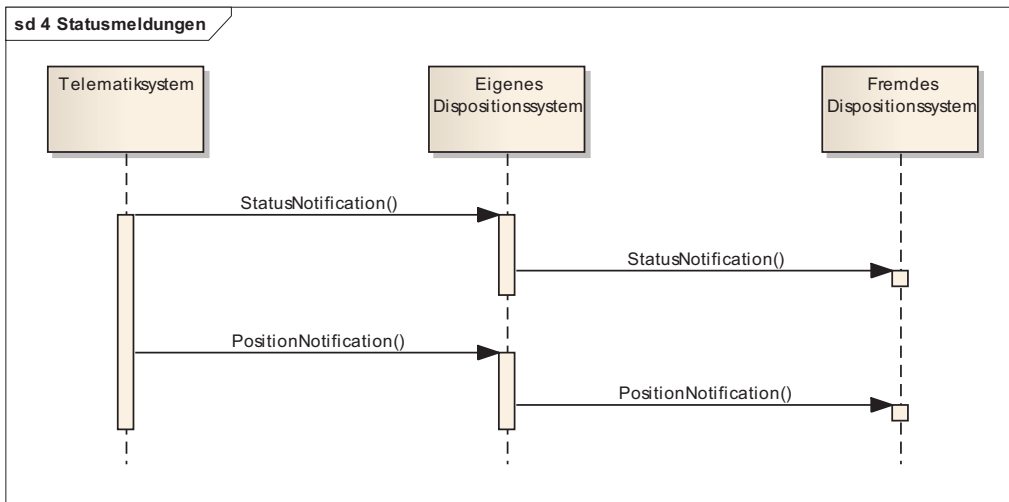 sd 4 Statusmeldungen
Telematiksystem
Eigenes
Dispositionssystem
Fremdes
Dispositionssystem
StatusNotification()
StatusNotification()
PositionNotification()
PositionNotification()